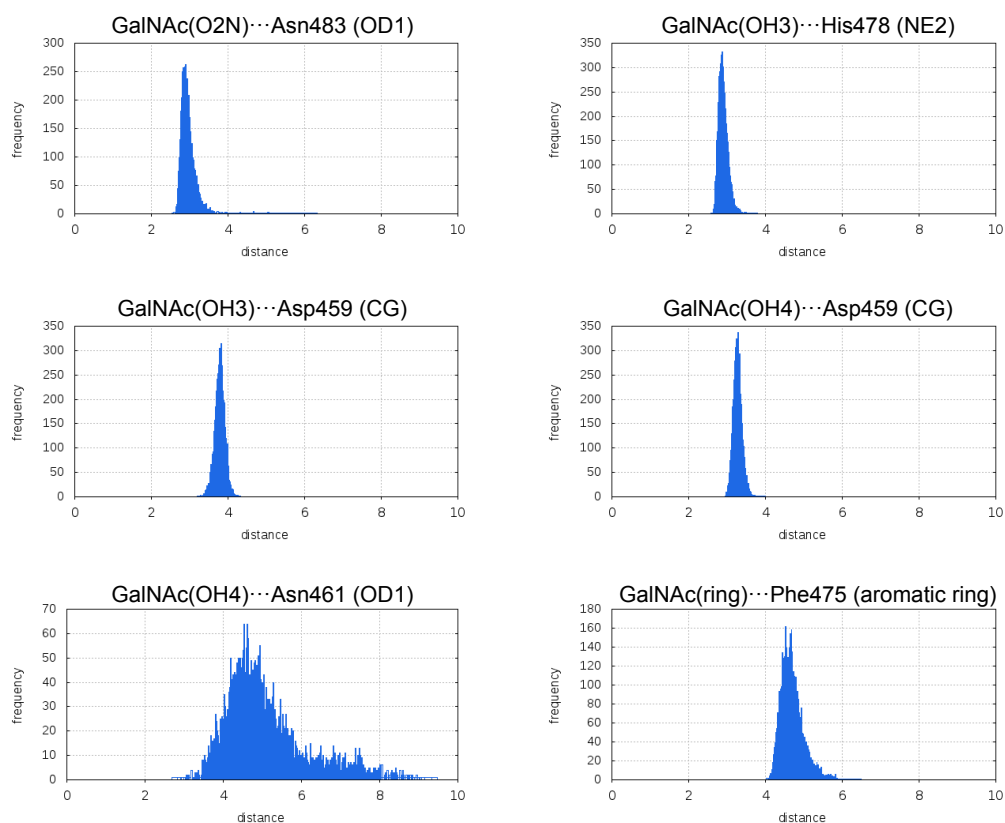 GalNAc(O2N)⋯Asn483 (OD1)
300
250
200
150
100
50
0
0 2 4 6 8 10
frequency
distance
GalNAc(OH3)⋯His478 (NE2)
350
300
250
200
150
100
50
0
0 2 4 6 8 10
frequency
distance
GalNAc(OH3)⋯Asp459 (CG)
350
300
250
200
150
100
50
0
0 2 4 6 8 10
frequency
distance
GalNAc(OH4)⋯Asp459 (CG)
350
300
250
200
150
100
50
0
0 2 4 6 8 10
frequency
distance
GalNAc(OH4)⋯Asn461 (OD1)
70
60
50
40
30
20
10
0
0 2 4 6 8 10
frequency
distance
GalNAc(ring)⋯Phe475 (aromatic ring)
180
160
140
120
100
80
60
40
20
0
0 2 4 6 8 10
frequency
distance